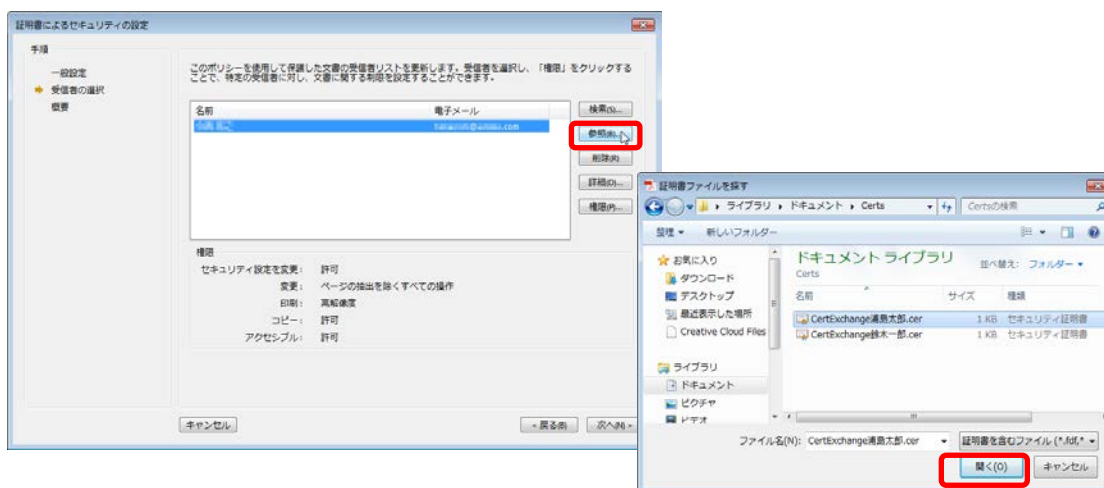 証明書によるセキュリティの設定
手順
一般設定
受信者の選択
概要
このポリシーを使用して保護した文書の受信者リストを更新します。受信者を選択し、「権限」をクリックする
ことで、特定の受信者に対し、文書に関する制限を設定することができます。
名前 電子メール
検索(S)...
参照(B)...
削除(R)
詳細(D)...
権限(P)...
権限
セキュリティ設定を変更: 許可
変更: ページの抽出を除くすべての操作
印刷: 高解像度
コピー: 許可
アクセシブル: 許可
キャンセル
< 戻る(B)
次へ(N) >
証明書ファイルを探す
ライブラリ ドキュメント Certs
Certsの検索
整理 新しいフォルダー
お気に入り
ダウンロード
デスクトップ
最近表示した場所
Creative Cloud Files
ライブラリ
ドキュメント
ピクチャ
ビデオ
ドキュメント ライブラリ
Certs
並べ替え: フォルダー
名前 サイズ 種類
CertExchange浦島太郎.cer 1 KB セキュリティ証明書
CertExchange鈴木一郎.cer 1 KB セキュリティ証明書
ファイル名(N): CertExchange浦島太郎.cer
証明書を含むファイル (*.fdf,*
開く(O)
キャンセル